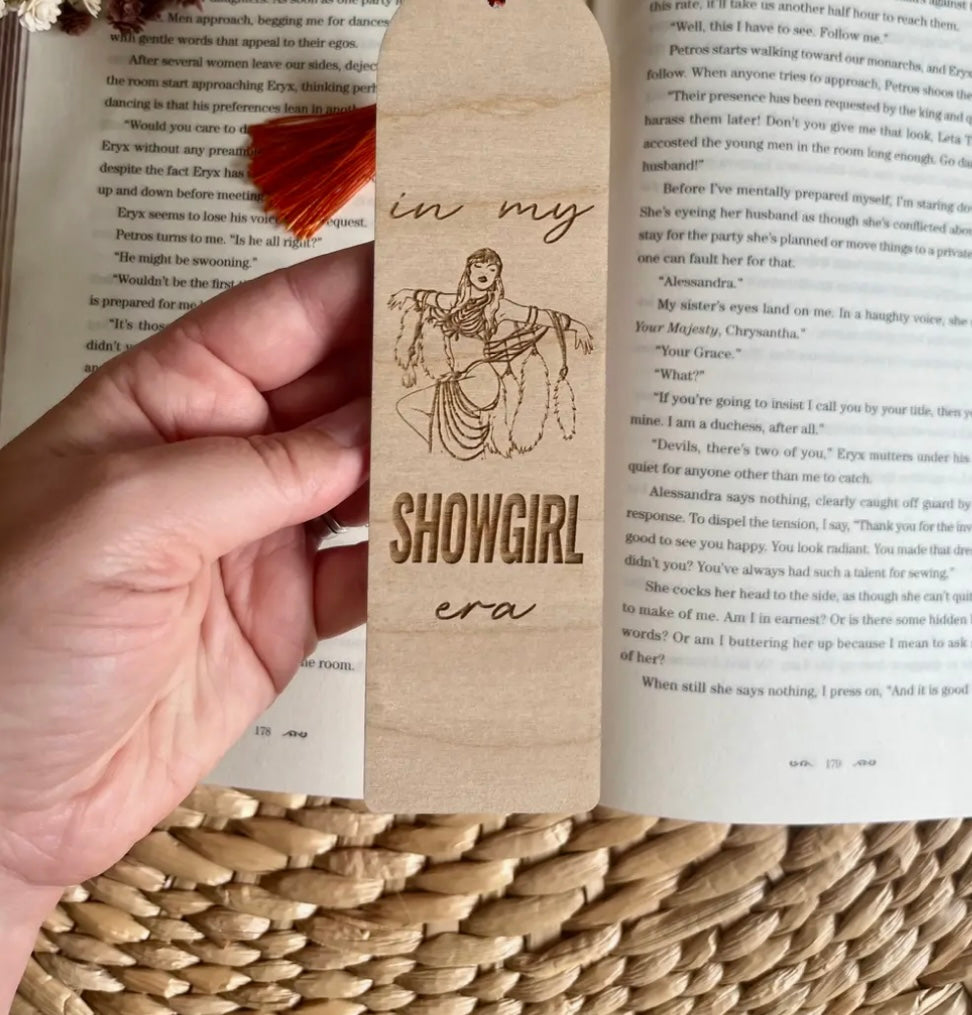 Men approach, begging me for dances
with gentle words that appeal to their egos.
After several women leave our sides,
the room start approaching Eryx, thinking
dancing is that his preferences lean in
"Would you care to
Eryx without any
despite the fact Eryx has
up and down before meeting
Eryx seems to lose his
Petros turns to me. "Is he all right?"
"He might be swooning."
"Wouldn't be the first
is prepared for me
"It's
didn't
178
in my
SHOWGIRL
era
this rate, it'll take us another half hour to reach them.
"Well, this I have to see. Follow me."
Petros starts walking toward our monarchs, and
follow. When anyone tries to approach, Petros shoos
"Their presence has been requested by the king and
harass them later! Don't you give me that look, Leta
accosted the young men in the room long enough. Go
husband!"
Before I've mentally prepared myself, I'm staring
She's eyeing her husband as though she's conflicted
stay for the party she's planned or move things to a
one can fault her for that.
"Alessandra."
My sister's eyes land on me. In a haughty voice, she
Your Majesty, Chrysantha."
"Your Grace."
"What?"
"If you're going to insist I call you by your title, then
mine. I am a duchess, after all."
"Devils, there's two of you," Eryx mutters under his
quiet for anyone other than me to catch.
Alessandra says nothing, clearly caught off guard by
response. To dispel the tension, I say, "Thank you for the
good to see you happy. You look radiant. You made that
didn't you? You've always had such a talent for sewing."
She cocks her head to the side, as though she can't
to make of me. Am I in earnest? Or is there some hidden
words? Or am I buttering her up because I mean to ask
of her?
When still she says nothing, I press on, "And it is good
179
the room.